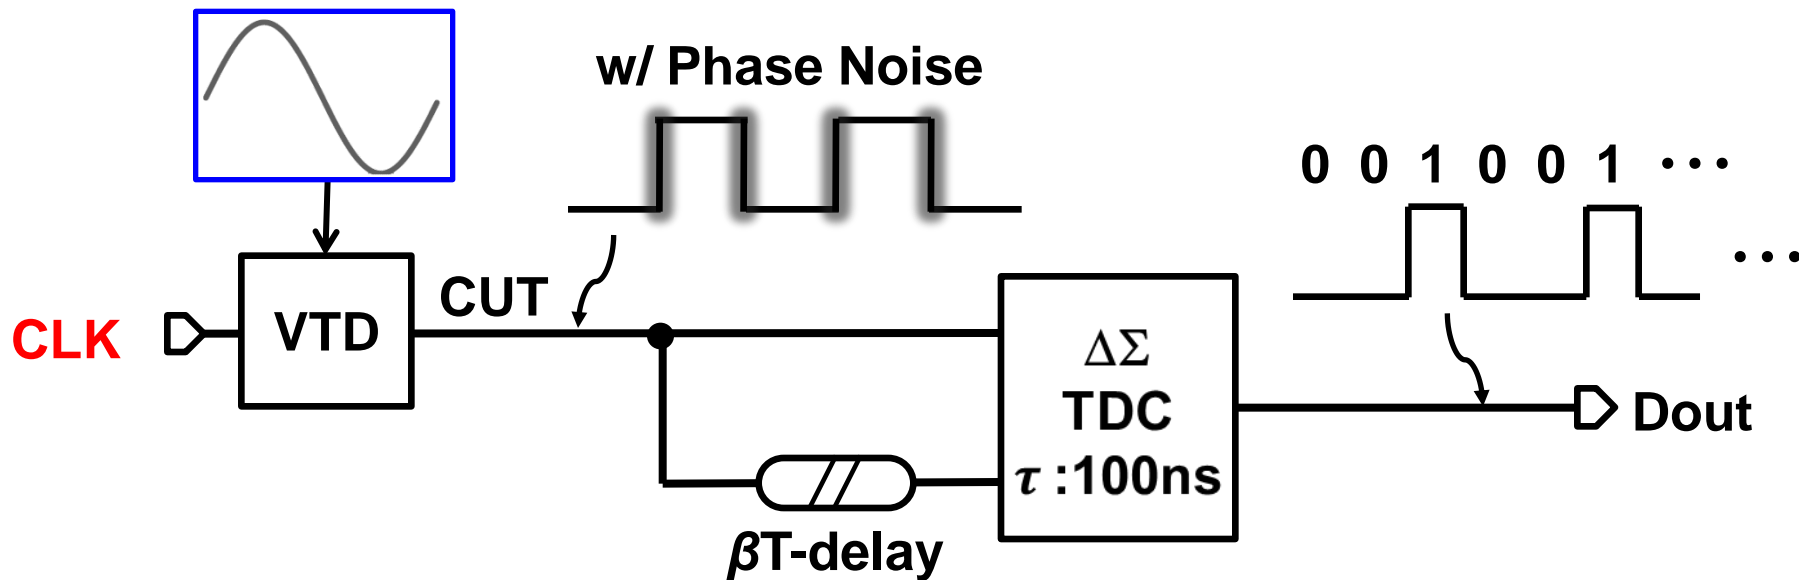 w/ Phase Noise
0 0 1 0 0 1 ···
···
CLK
VTD
CUT
ΔΣ
TDC
τ :100ns
Dout
βT-delay